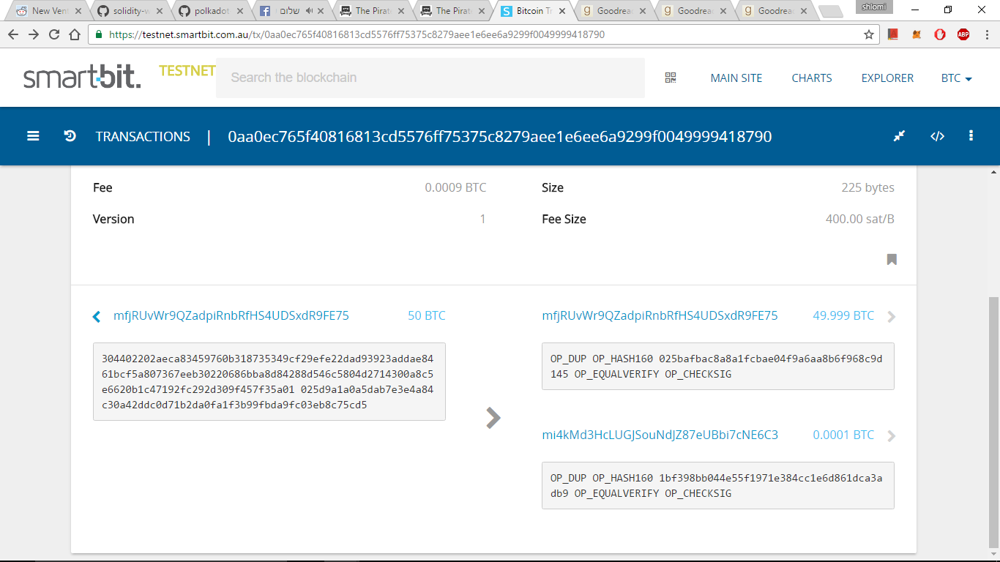 New Vent
solidity-w
polkadot
שלום
The Pirat
The Pirat
Bitcoin Tr
Goodrea
Goodrea
Goodrea
shlomi
https://testnet.smartbit.com.au/tx/0aa0ec765f40816813cd5576ff75375c8279aee1e6ee6a9299f0049999418790
ABP
smartbit.
TESTNET
Search the blockchain
MAIN SITE
CHARTS
EXPLORER
BTC
TRANSACTIONS | 0aa0ec765f40816813cd5576ff75375c8279aee1e6ee6a9299f0049999418790
Fee 0.0009 BTC
Size 225 bytes
Version 1
Fee Size 400.00 sat/B
mfjRUvWr9QZadpiRnbRfHS4UDSxdR9FE75 50 BTC
304402202aeca83459760b318735349cf29efe22dad93923addae84
61bcf5a807367eeb30220686bba8d84288d546c5804d2714300a8c5
e6620b1c47192fc292d309f457f35a01 025d9a1a0a5dab7e3e4a84
c30a42ddc0d71b2da0fa1f3b99fbda9fc03eb8c75cd5
mfjRUvWr9QZadpiRnbRfHS4UDSxdR9FE75 49.999 BTC
OP_DUP OP_HASH160 025bafbac8a8a1fcbae04f9a6aa8b6f968c9d
145 OP_EQUALVERIFY OP_CHECKSIG
mi4kMd3HcLUGJSouNdJZ87eUBbi7cNE6C3 0.0001 BTC
OP_DUP OP_HASH160 1bf398bb044e55f1971e384cc1e6d861dca3a
db9 OP_EQUALVERIFY OP_CHECKSIG